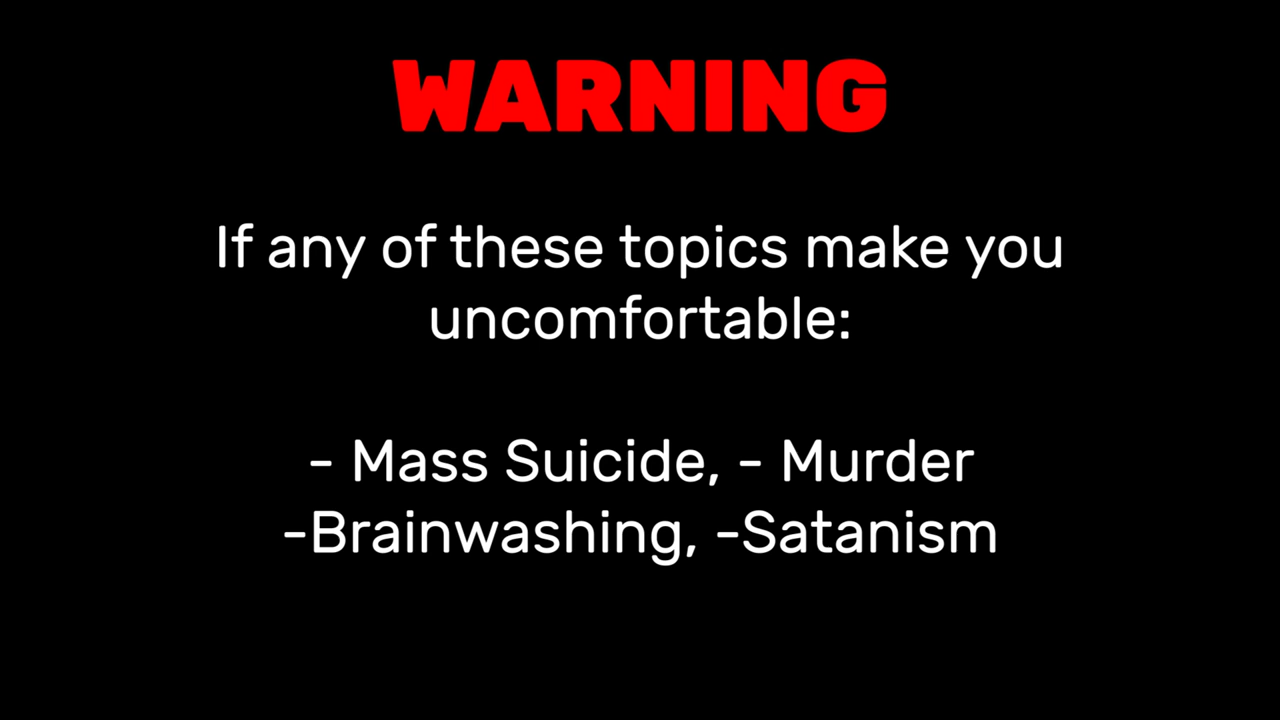 WARNING
If any of these topics make you
uncomfortable:
- Mass Suicide, - Murder
-Brainwashing, -Satanism